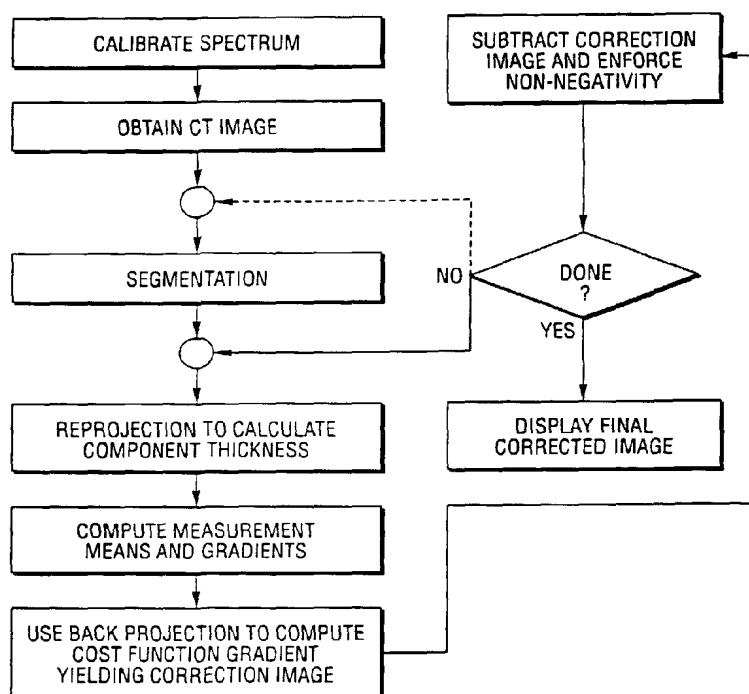 CALIBRATE SPECTRUM
OBTAIN CT IMAGE
SEGMENTATION
REPROJECTION TO CALCULATE
COMPONENT THICKNESS
COMPUTE MEASUREMENT
MEANS AND GRADIENTS
USE BACK PROJECTION TO COMPUTE
COST FUNCTION GRADIENT
YIELDING CORRECTION IMAGE
SUBTRACT CORRECTION
IMAGE AND ENFORCE
NON-NEGATIVITY
NO
DONE
?
YES
DISPLAY FINAL
CORRECTED IMAGE